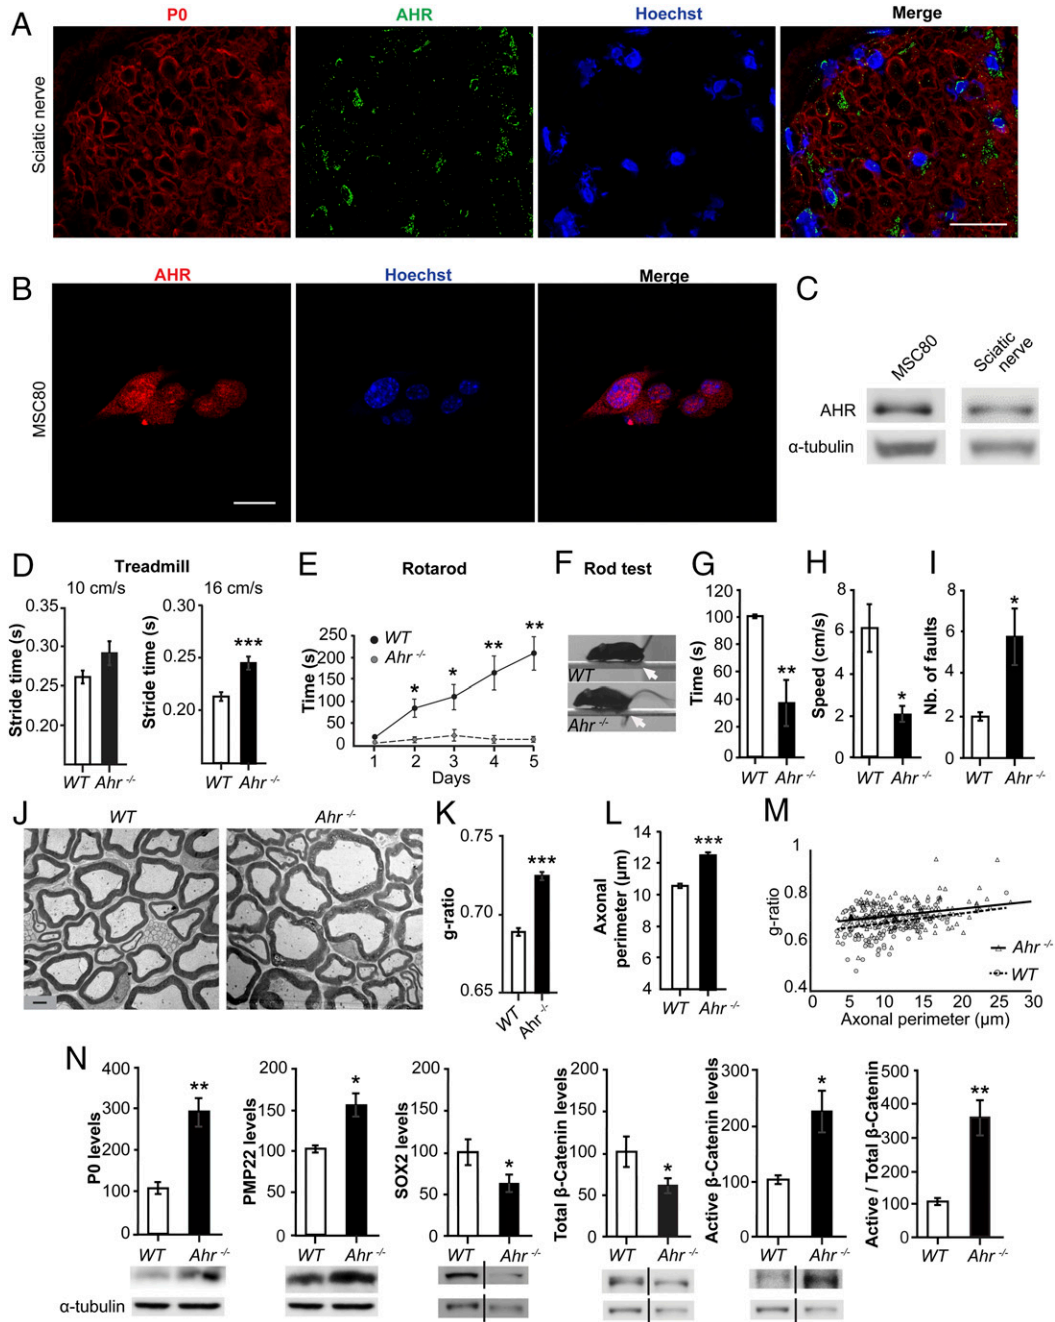 A
P0
AHR
Hoechst
Merge
Sciatic nerve
B
AHR
Hoechst
Merge
MSC80
C
MSC80
Sciatic
nerve
AHR
α-tubulin
D
Treadmill
10 cm/s
16 cm/s
Stride time (s)
0.35
0.30
0.25
0.20
WT Ahr -/-
Stride time (s)
0.30
0.25
0.20
***
WT Ahr -/-
E
Rotarod
Time (s)
250
200
150
100
50
0
WT
Ahr -/-
* * ** **
1 2 3 4 5
Days
F
Rod test
WT
Ahr -/-
G
Time (s)
120
100
80
60
40
20
0
**
WT Ahr -/-
H
Speed (cm/s)
8
6
4
2
0
*
WT Ahr -/-
I
Nb. of faults
8
6
4
2
0
*
WT Ahr -/-
J
WT
Ahr -/-
K
g-ratio
0.75
0.70
0.65
***
WT Ahr -/-
L
Axonal
perimeter (µm)
14
12
10
8
6
4
***
WT Ahr -/-
M
g-ratio
1
0.8
0.6
0.4
Ahr -/-
WT
0 5 10 15 20 25 30
Axonal perimeter (µm)
N
P0 levels
400
300
200
100
0
**
WT Ahr -/-
PMP22 levels
200
150
100
50
0
*
WT Ahr -/-
SOX2 levels
200
150
100
50
0
*
WT Ahr -/-
Total β-Catenin levels
200
150
100
50
0
*
WT Ahr -/-
Active β-Catenin levels
300
200
100
0
*
WT Ahr -/-
Active / Total β-Catenin
500
400
300
200
100
0
**
WT Ahr -/-
α-tubulin